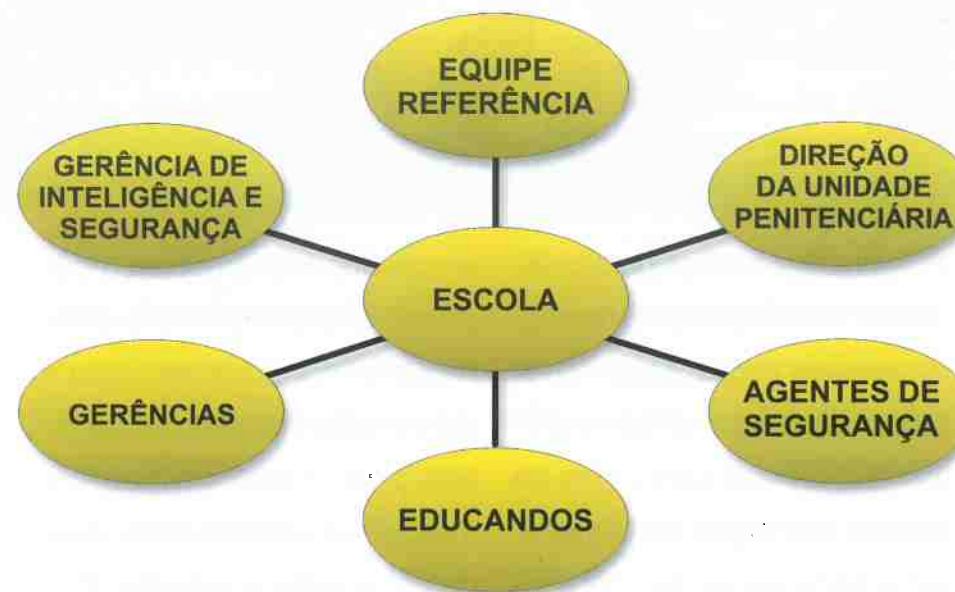 EQUIPE
REFERÊNCIA
GERÊNCIA DE
INTELIGÊNCIA E
SEGURANÇA
DIREÇÃO
DA UNIDADE
PENITENCIÁRIA
ESCOLA
GERÊNCIAS
AGENTES DE
SEGURANÇA
EDUCANDOS